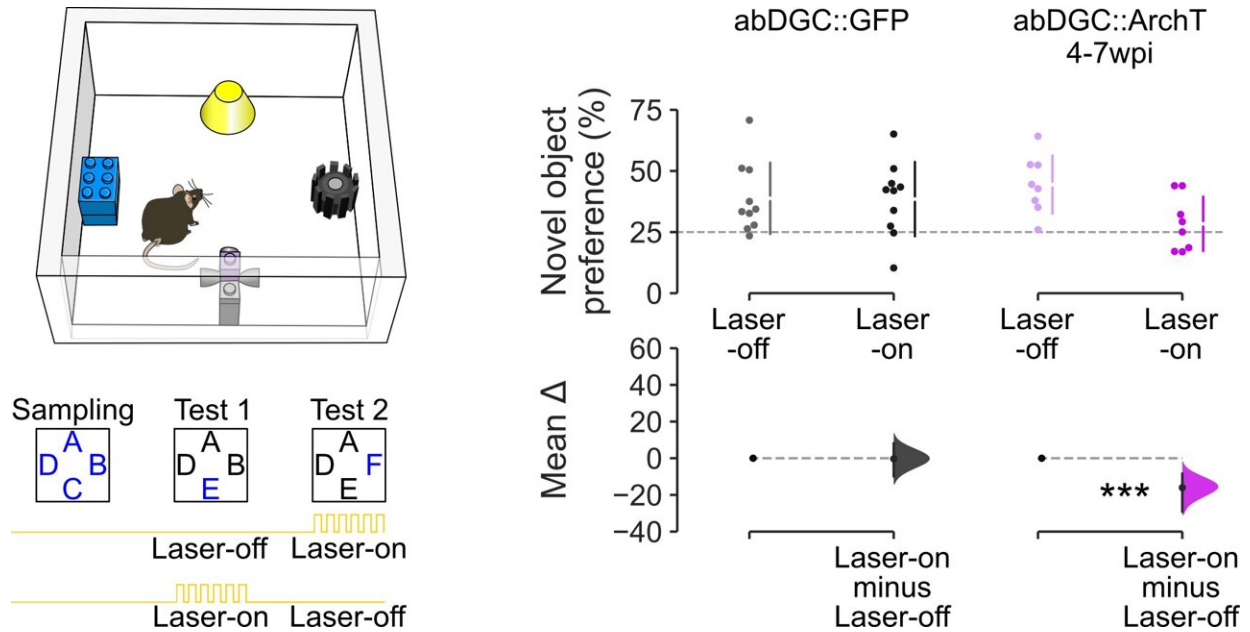 abDGC::GFP
abDGC::ArchT
4-7wpi
Novel object
preference (%)
75
50
25
0
Laser
-off
Laser
-on
Laser
-off
Laser
-on
Mean Δ
60
40
20
0
−20
−40
***
Laser-on
minus
Laser-off
Laser-on
minus
Laser-off
Sampling
A
D B
C
Test 1
A
D B
E
Test 2
A
D F
E
Laser-off
Laser-on
Laser-on
Laser-off